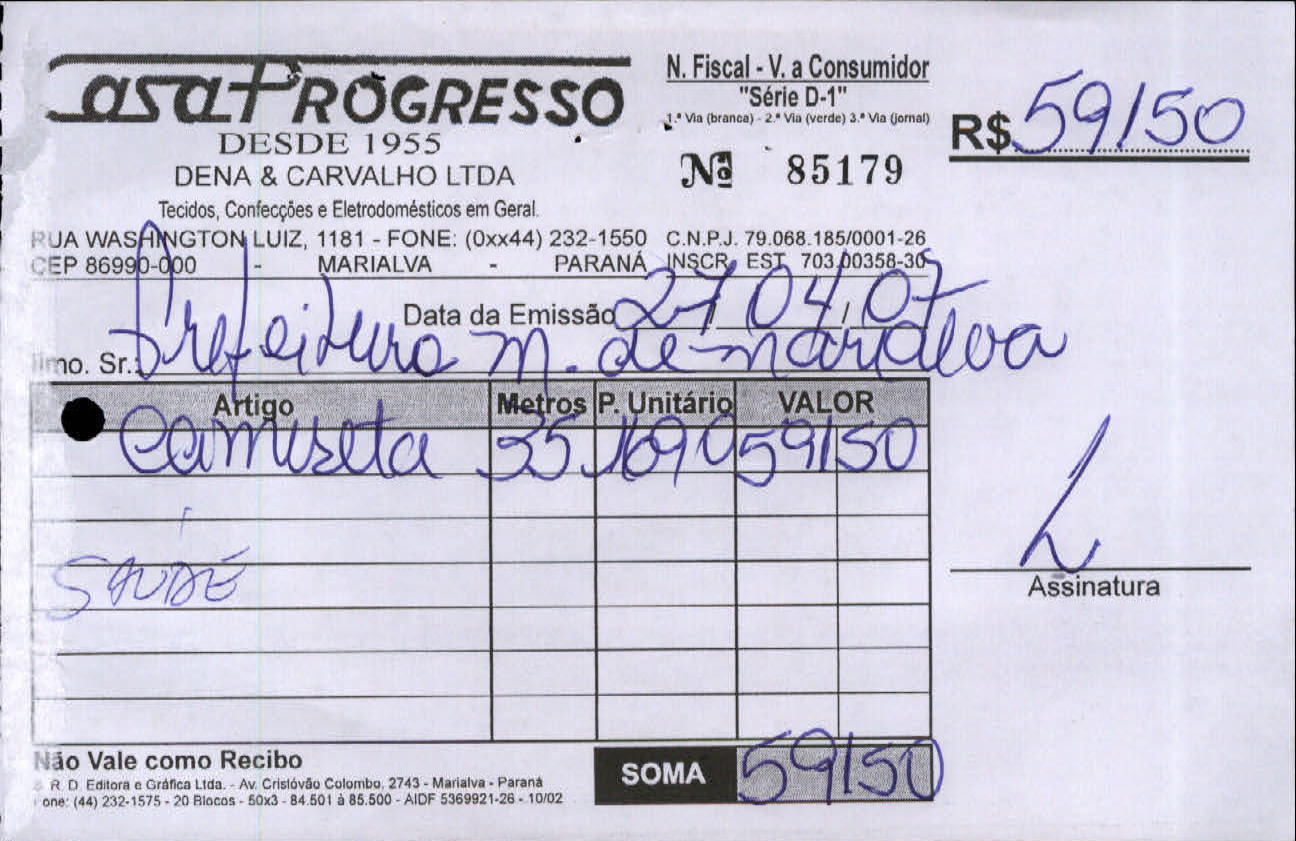 Casa PROGRESSO
DESDE 1955
DENA & CARVALHO LTDA
Tecidos, Confecções e Eletrodomésticos em Geral.
RUA WASHINGTON LUIZ, 1181 - FONE: (0xx44) 232-1550
CEP 86990-000 - MARIALVA - PARANÁ
N. Fiscal - V. a Consumidor
"Série D-1"
1.ª Via (branca) - 2.ª Via (verde) 3.ª Via (jornal)
Nº 85179
C.N.P.J. 79.068.185/0001-26
INSCR. EST. 703.00358-30
R$ 59/50
Data da Emissão 27/04/07
Ilmo. Sr.: Prefeitura M. de Marialva
Artigo Metros P. Unitário VALOR
Camiseta 35 1690 59150
SAÚDE
Assinatura
SOMA 59150
Não Vale como Recibo
R. D. Editora e Gráfica Ltda. - Av. Cristóvão Colombo, 2743 - Marialva - Paraná
one: (44) 232-1575 - 20 Blocos - 50x3 - 84.501 à 85.500 - AIDF 5369921-26 - 10/02